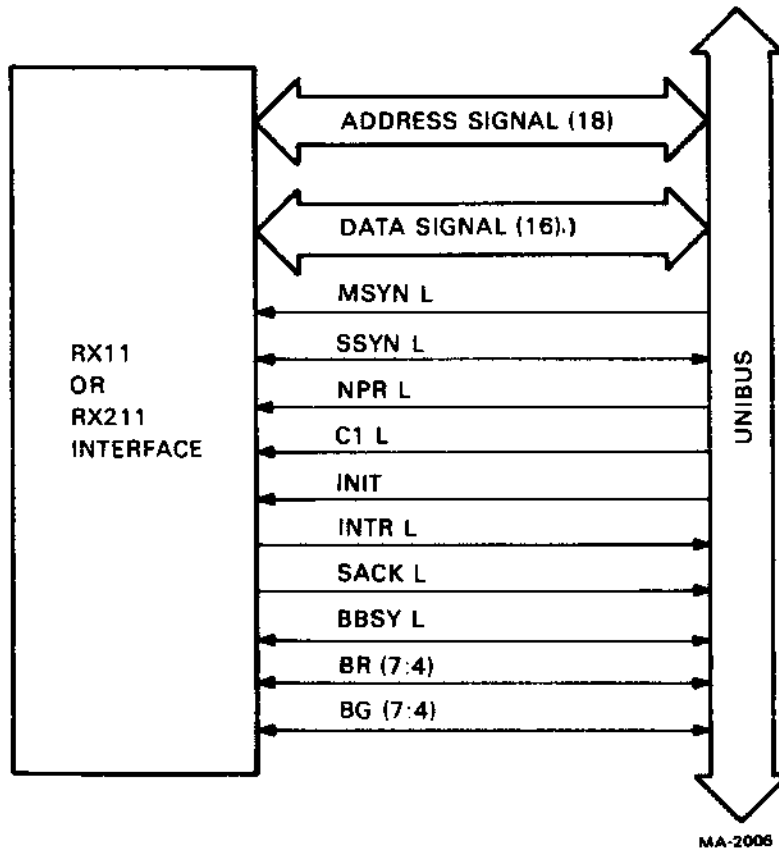 ADDRESS SIGNAL (18)
DATA SIGNAL (16).)
MSYN L
SSYN L
NPR L
C1 L
INIT
INTR L
SACK L
BBSY L
BR (7:4)
BG (7:4)
RX11
OR
RX211
INTERFACE
UNIBUS
MA-2006